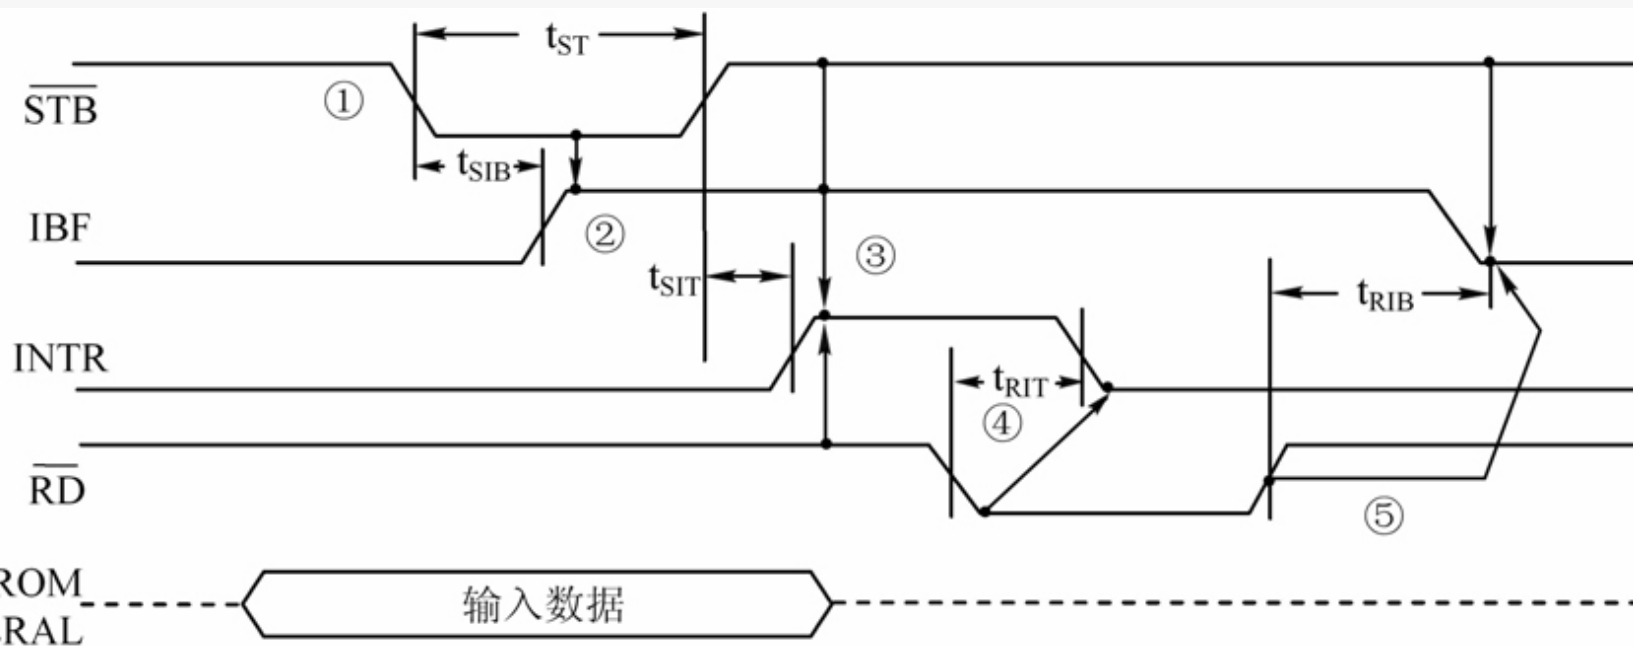 tST
①
STB
tSIB
IBF
②
③
tSIT
tRIB
INTR
tRIT
④
RD
⑤
ROM
ERAL
输入数据